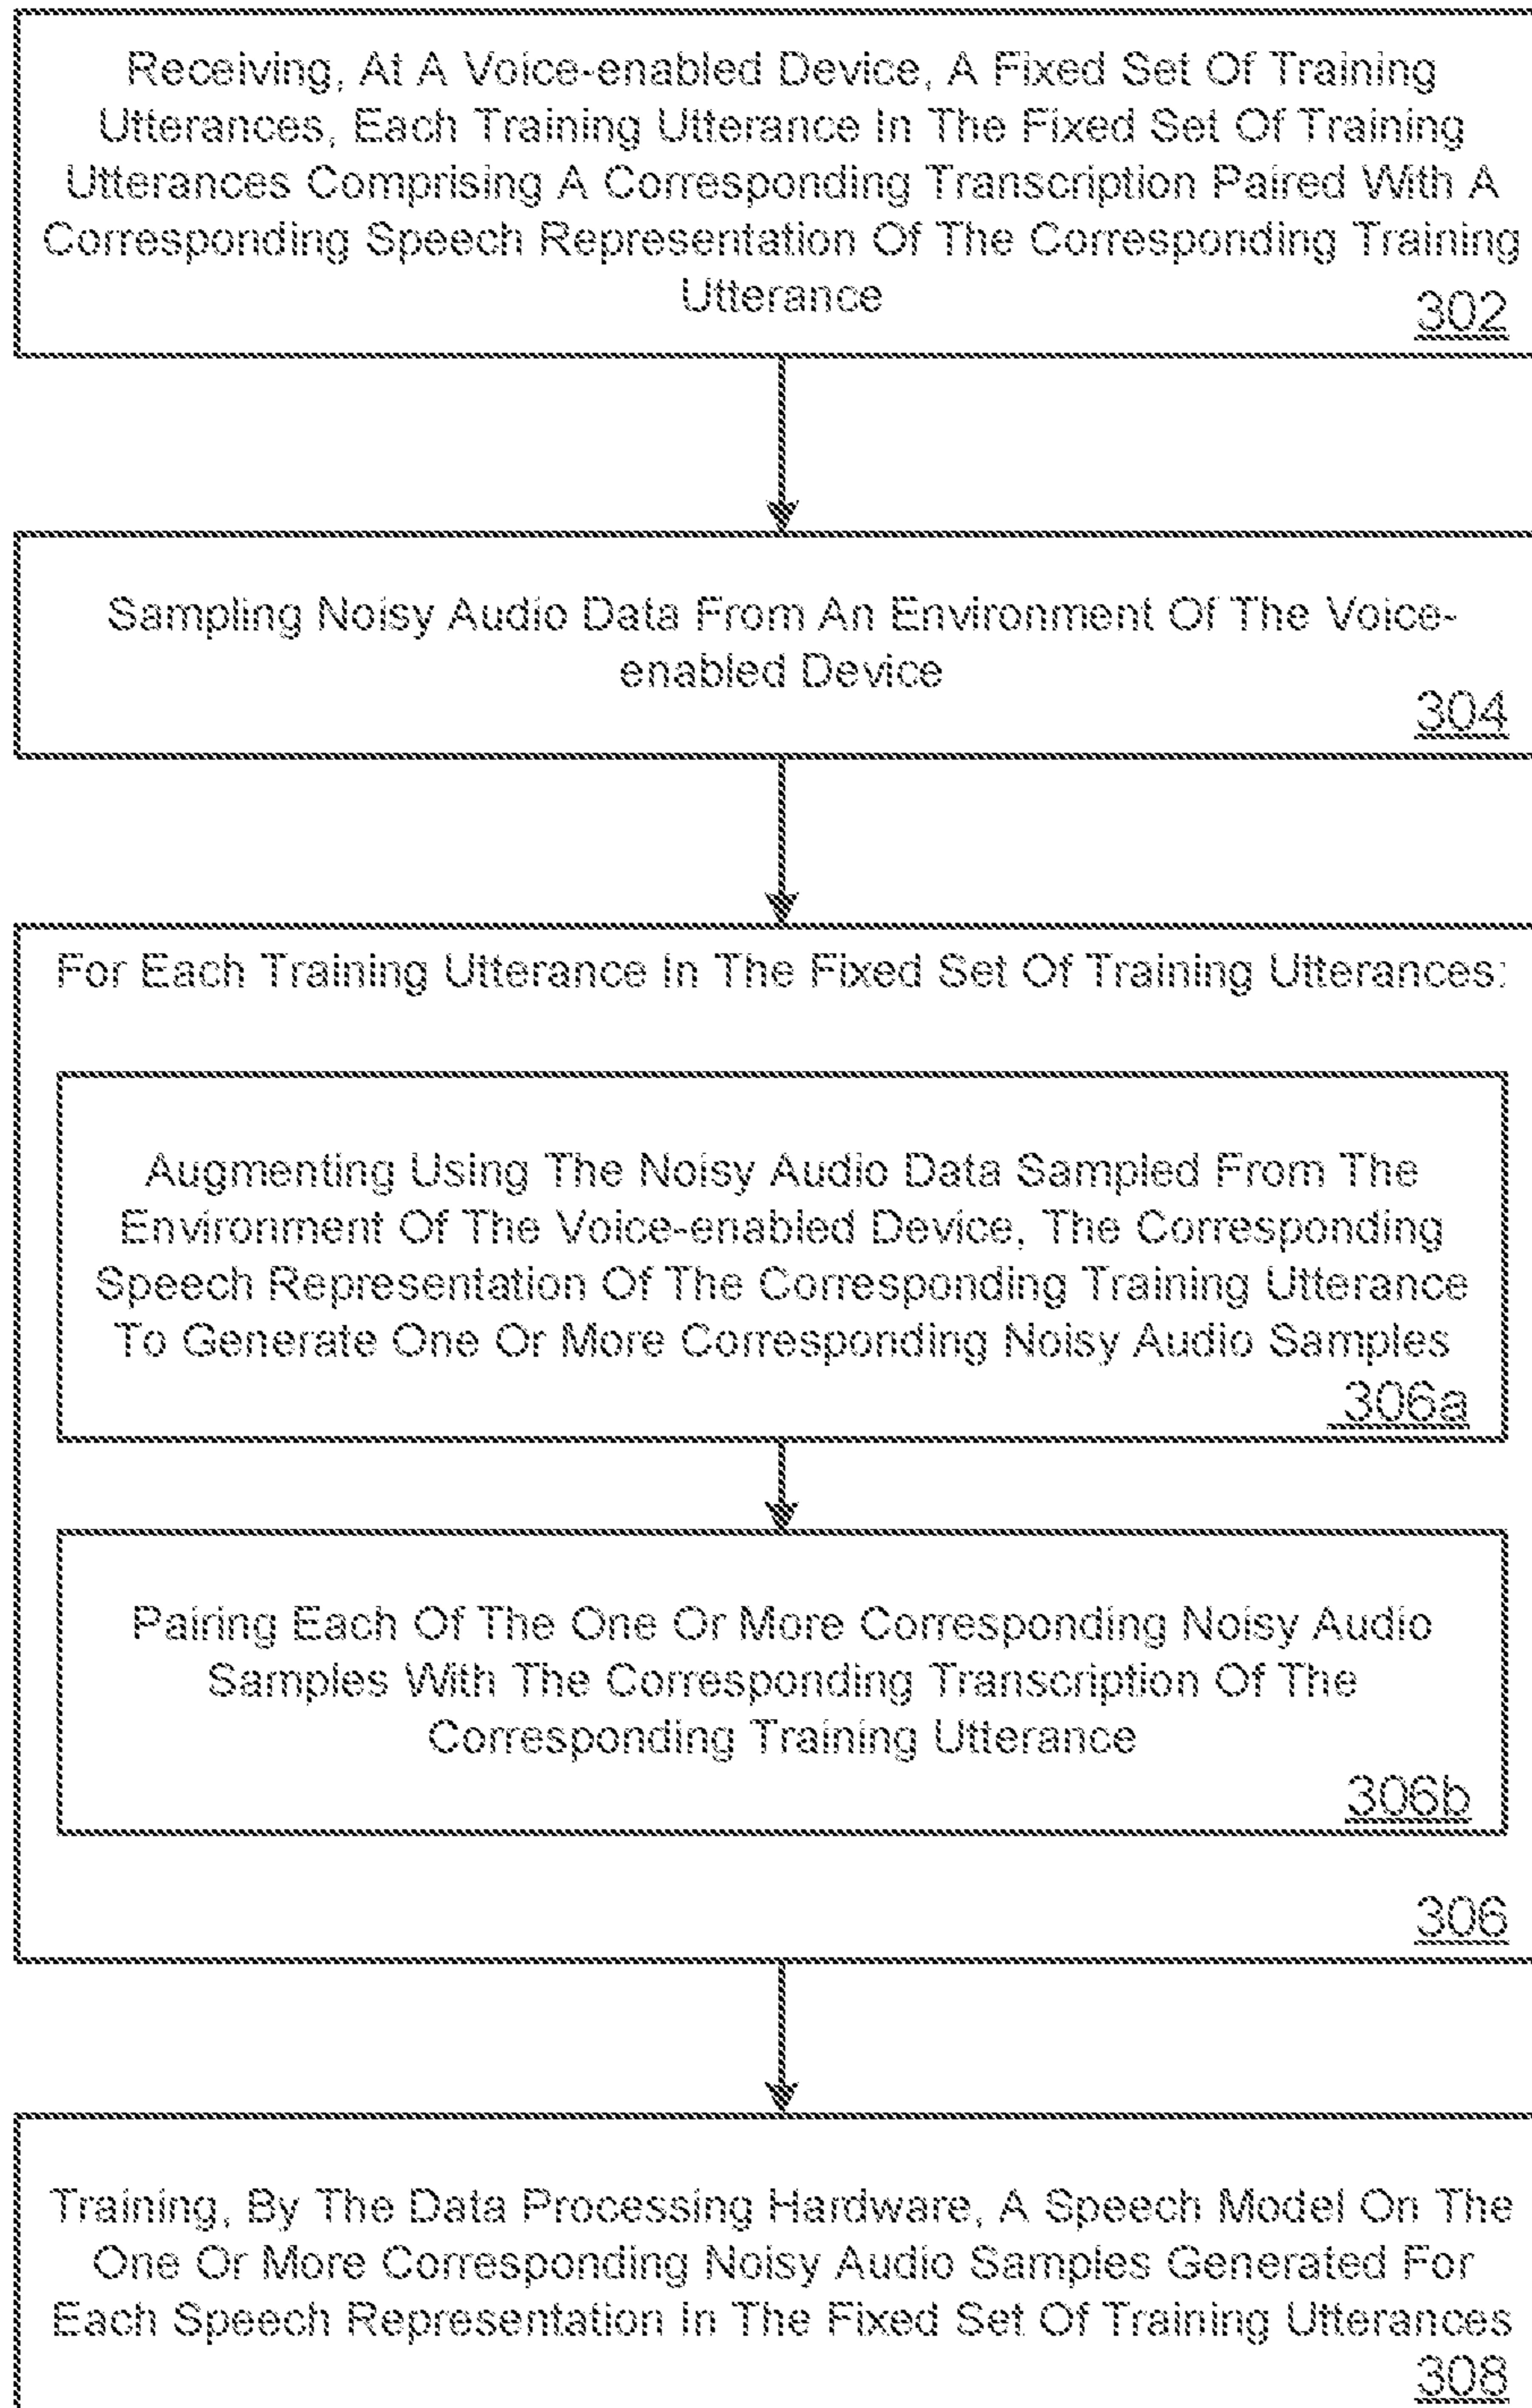 Receiving, At A Voice-enabled Device, A Fixed Set Of Training
Utterances, Each Training Utterance In The Fixed Set Of Training
Utterances Comprising A Corresponding Transcription Paired With A
Corresponding Speech Representation Of The Corresponding Training
Utterance
302
Sampling Noisy Audio Data From An Environment Of The Voice-
enabled Device
304
For Each Training Utterance In The Fixed Set Of Training Utterances:
Augmenting Using The Noisy Audio Data Sampled From The
Environment Of The Voice-enabled Device, The Corresponding
Speech Representation Of The Corresponding Training Utterance
To Generate One Or More Corresponding Noisy Audio Samples
306a
Pairing Each Of The One Or More Corresponding Noisy Audio
Samples With The Corresponding Transcription Of The
Corresponding Training Utterance
306b
306
Training, By The Data Processing Hardware, A Speech Model On The
One Or More Corresponding Noisy Audio Samples Generated For
Each Speech Representation In The Fixed Set Of Training Utterances
308